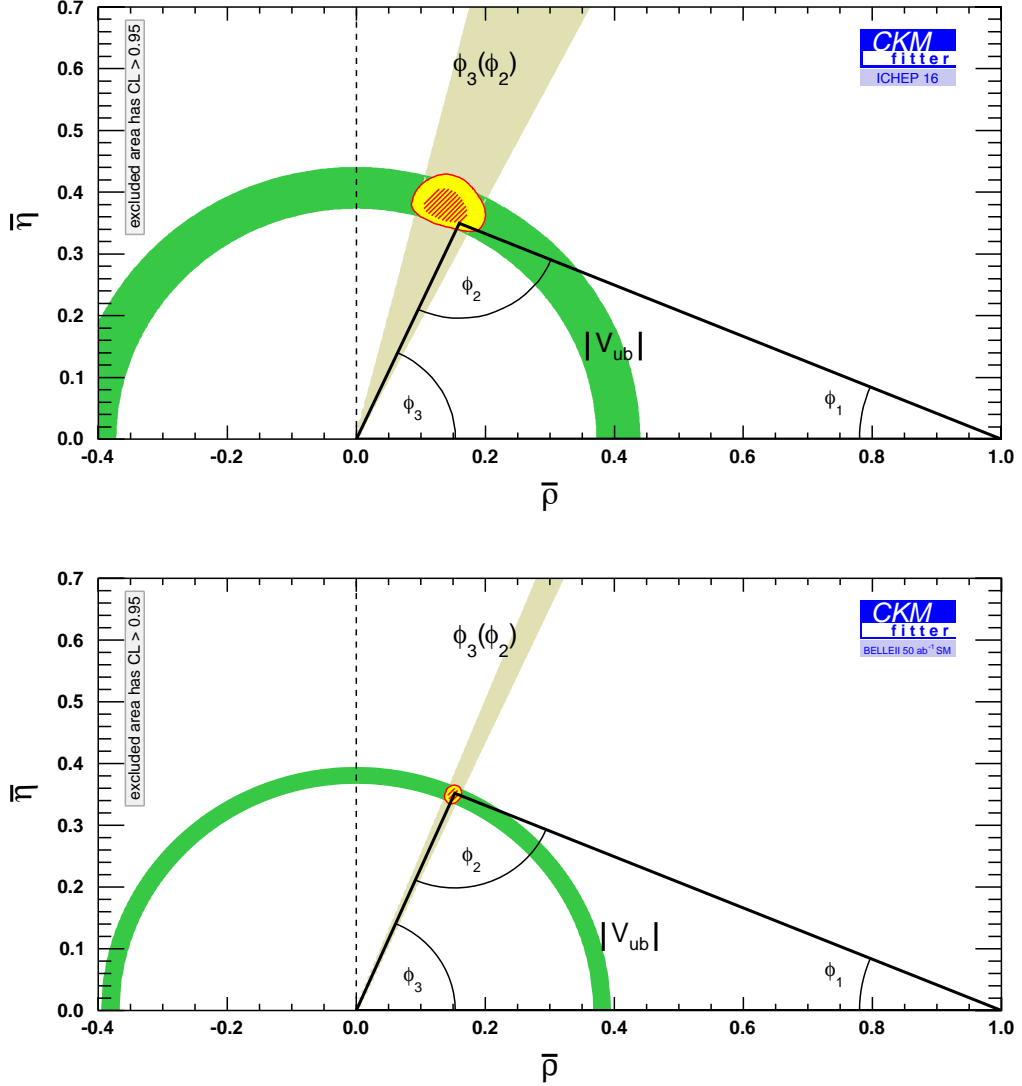 0.7
0.6
0.5
0.4
0.3
0.2
0.1
0.0
η̅
excluded area has CL > 0.95
ϕ₃(ϕ₂)
CKM
fitter
ICHEP 16
ϕ₂
|V_ub|
ϕ₃
ϕ₁
-0.4 -0.2 0.0 0.2 0.4 0.6 0.8 1.0
ρ̅
0.7
0.6
0.5
0.4
0.3
0.2
0.1
0.0
η̅
excluded area has CL > 0.95
ϕ₃(ϕ₂)
CKM
fitter
BELLEII 50 ab⁻¹ SM
ϕ₂
|V_ub|
ϕ₃
ϕ₁
-0.4 -0.2 0.0 0.2 0.4 0.6 0.8 1.0
ρ̅